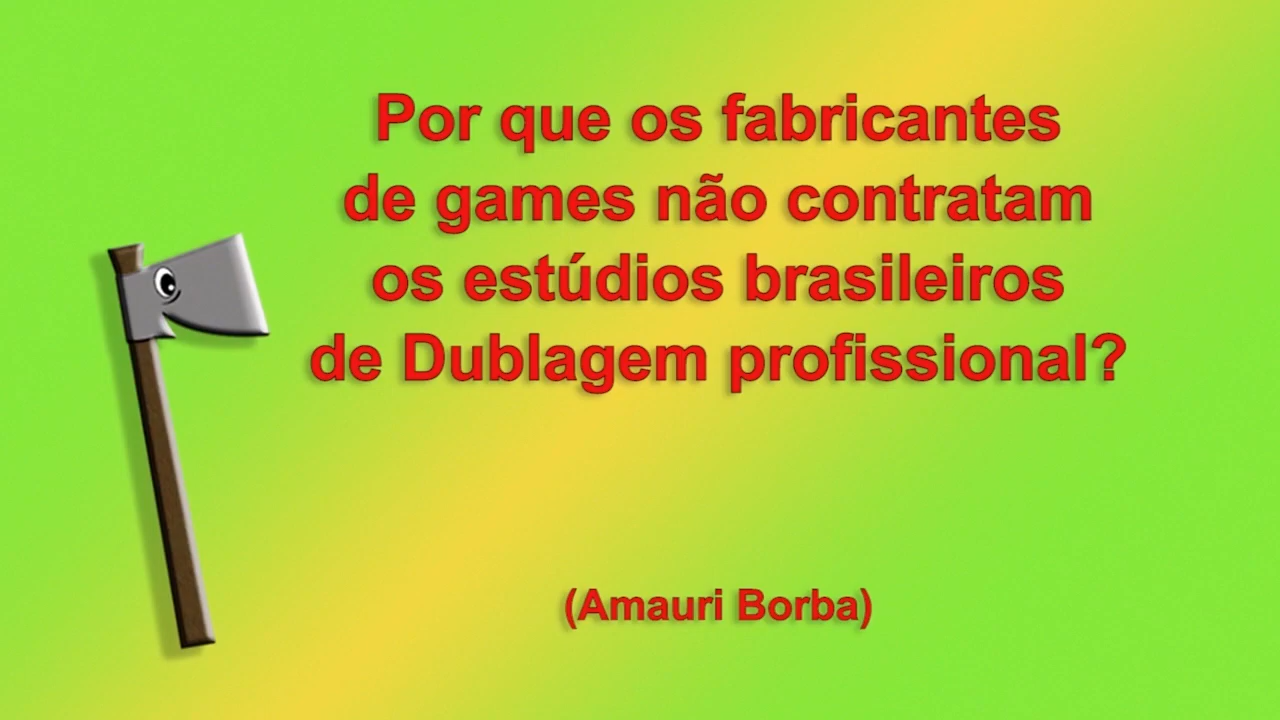 Por que os fabricantes
de games não contratam
os estúdios brasileiros
de Dublagem profissional?
(Amauri Borba)